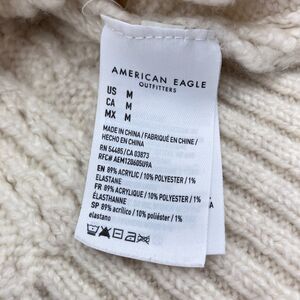 AMERICAN EAGLE
OUTFITTERS
US M
CA M
MX M
MADE IN CHINA / FABRIQUÉ EN CHINE /
HECHO EN CHINA
RN 54485/CA 03873
RFC# AEM120605U9A
EN 89% ACRYLIC / 10% POLYESTER / 1%
ELASTANE
FR 89% ACRYLIQUE / 10% POLYESTER / 1%
ÉLASTHANNE
SP 89% acrílico / 10% poliéster / 1%
elastano